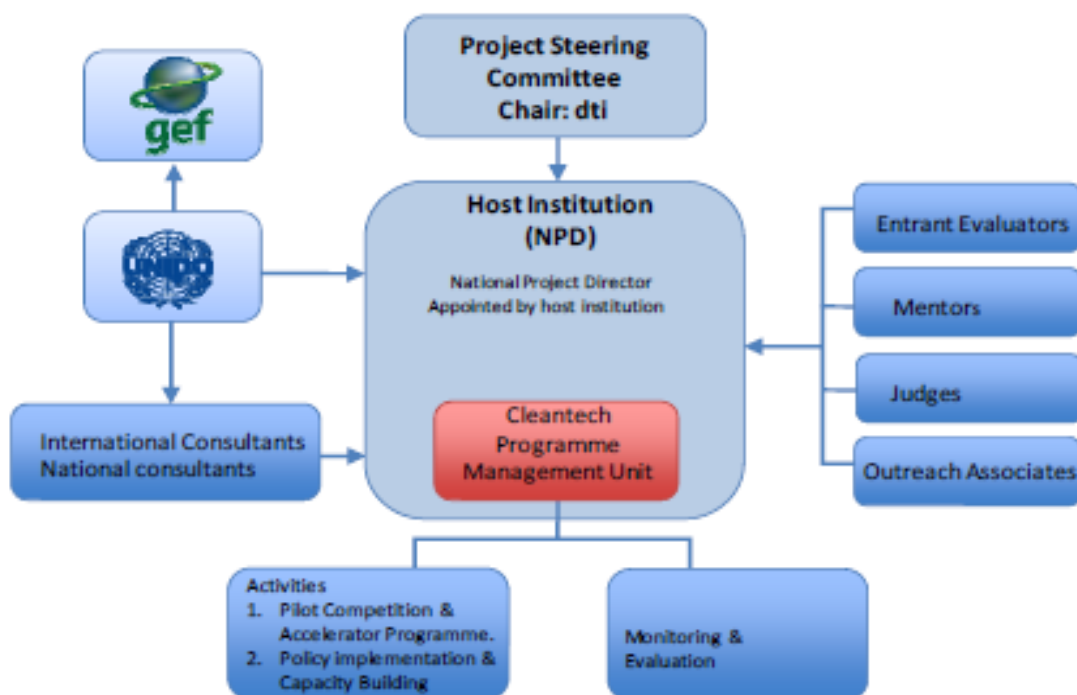 Project Steering
Committee
Chair: dti
gef
UNIDO
Host Institution
(NPD)
National Project Director
Appointed by host institution
Cleantech
Programme
Management Unit
International Consultants
National consultants
Entrant Evaluators
Mentors
Judges
Outreach Associates
Activities
1. Pilot Competition &
Accelerator Programme.
2. Policy implementation &
Capacity Building
Monitoring &
Evaluation